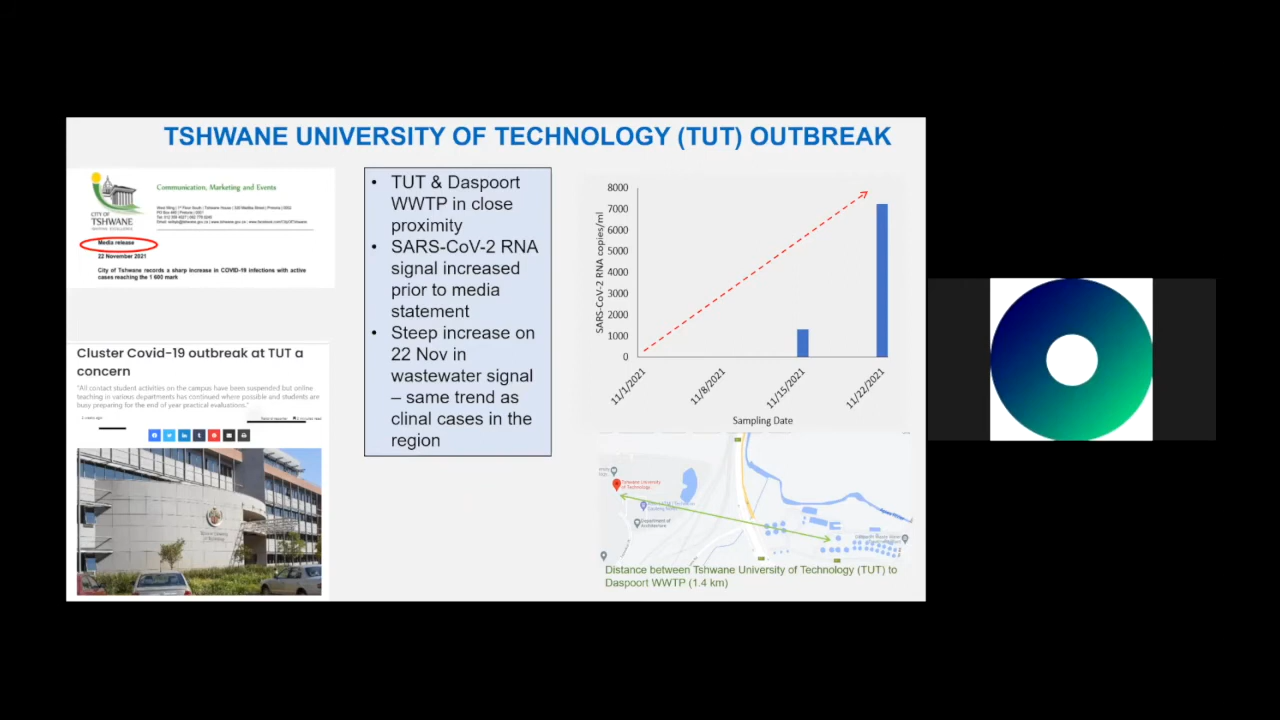 TSHWANE UNIVERSITY OF TECHNOLOGY (TUT) OUTBREAK
Communication, Marketing and Events
CITY OF
TSHWANE
Media release
22 November 2021
City of Tshwane records a sharp increase in COVID-19 infections with active
cases reaching the 1 600 mark
Cluster Covid-19 outbreak at TUT a
concern
"All contact student activities on the campus have been suspended but online
teaching in various departments has continued where possible and students are
busy preparing for the end of year practical evaluations."
• TUT & Daspoort
WWTP in close
proximity
• SARS-CoV-2 RNA
signal increased
prior to media
statement
• Steep increase on
22 Nov in
wastewater signal
– same trend as
clinal cases in the
region
SARS-CoV-2 RNA copies/ml
8000
7000
6000
5000
4000
3000
2000
1000
0
11/1/2021
11/8/2021
11/15/2021
11/22/2021
Sampling Date
Tshwane University
of Technology
Department of
Architecture
Distance between Tshwane University of Technology (TUT) to
Daspoort WWTP (1.4 km)